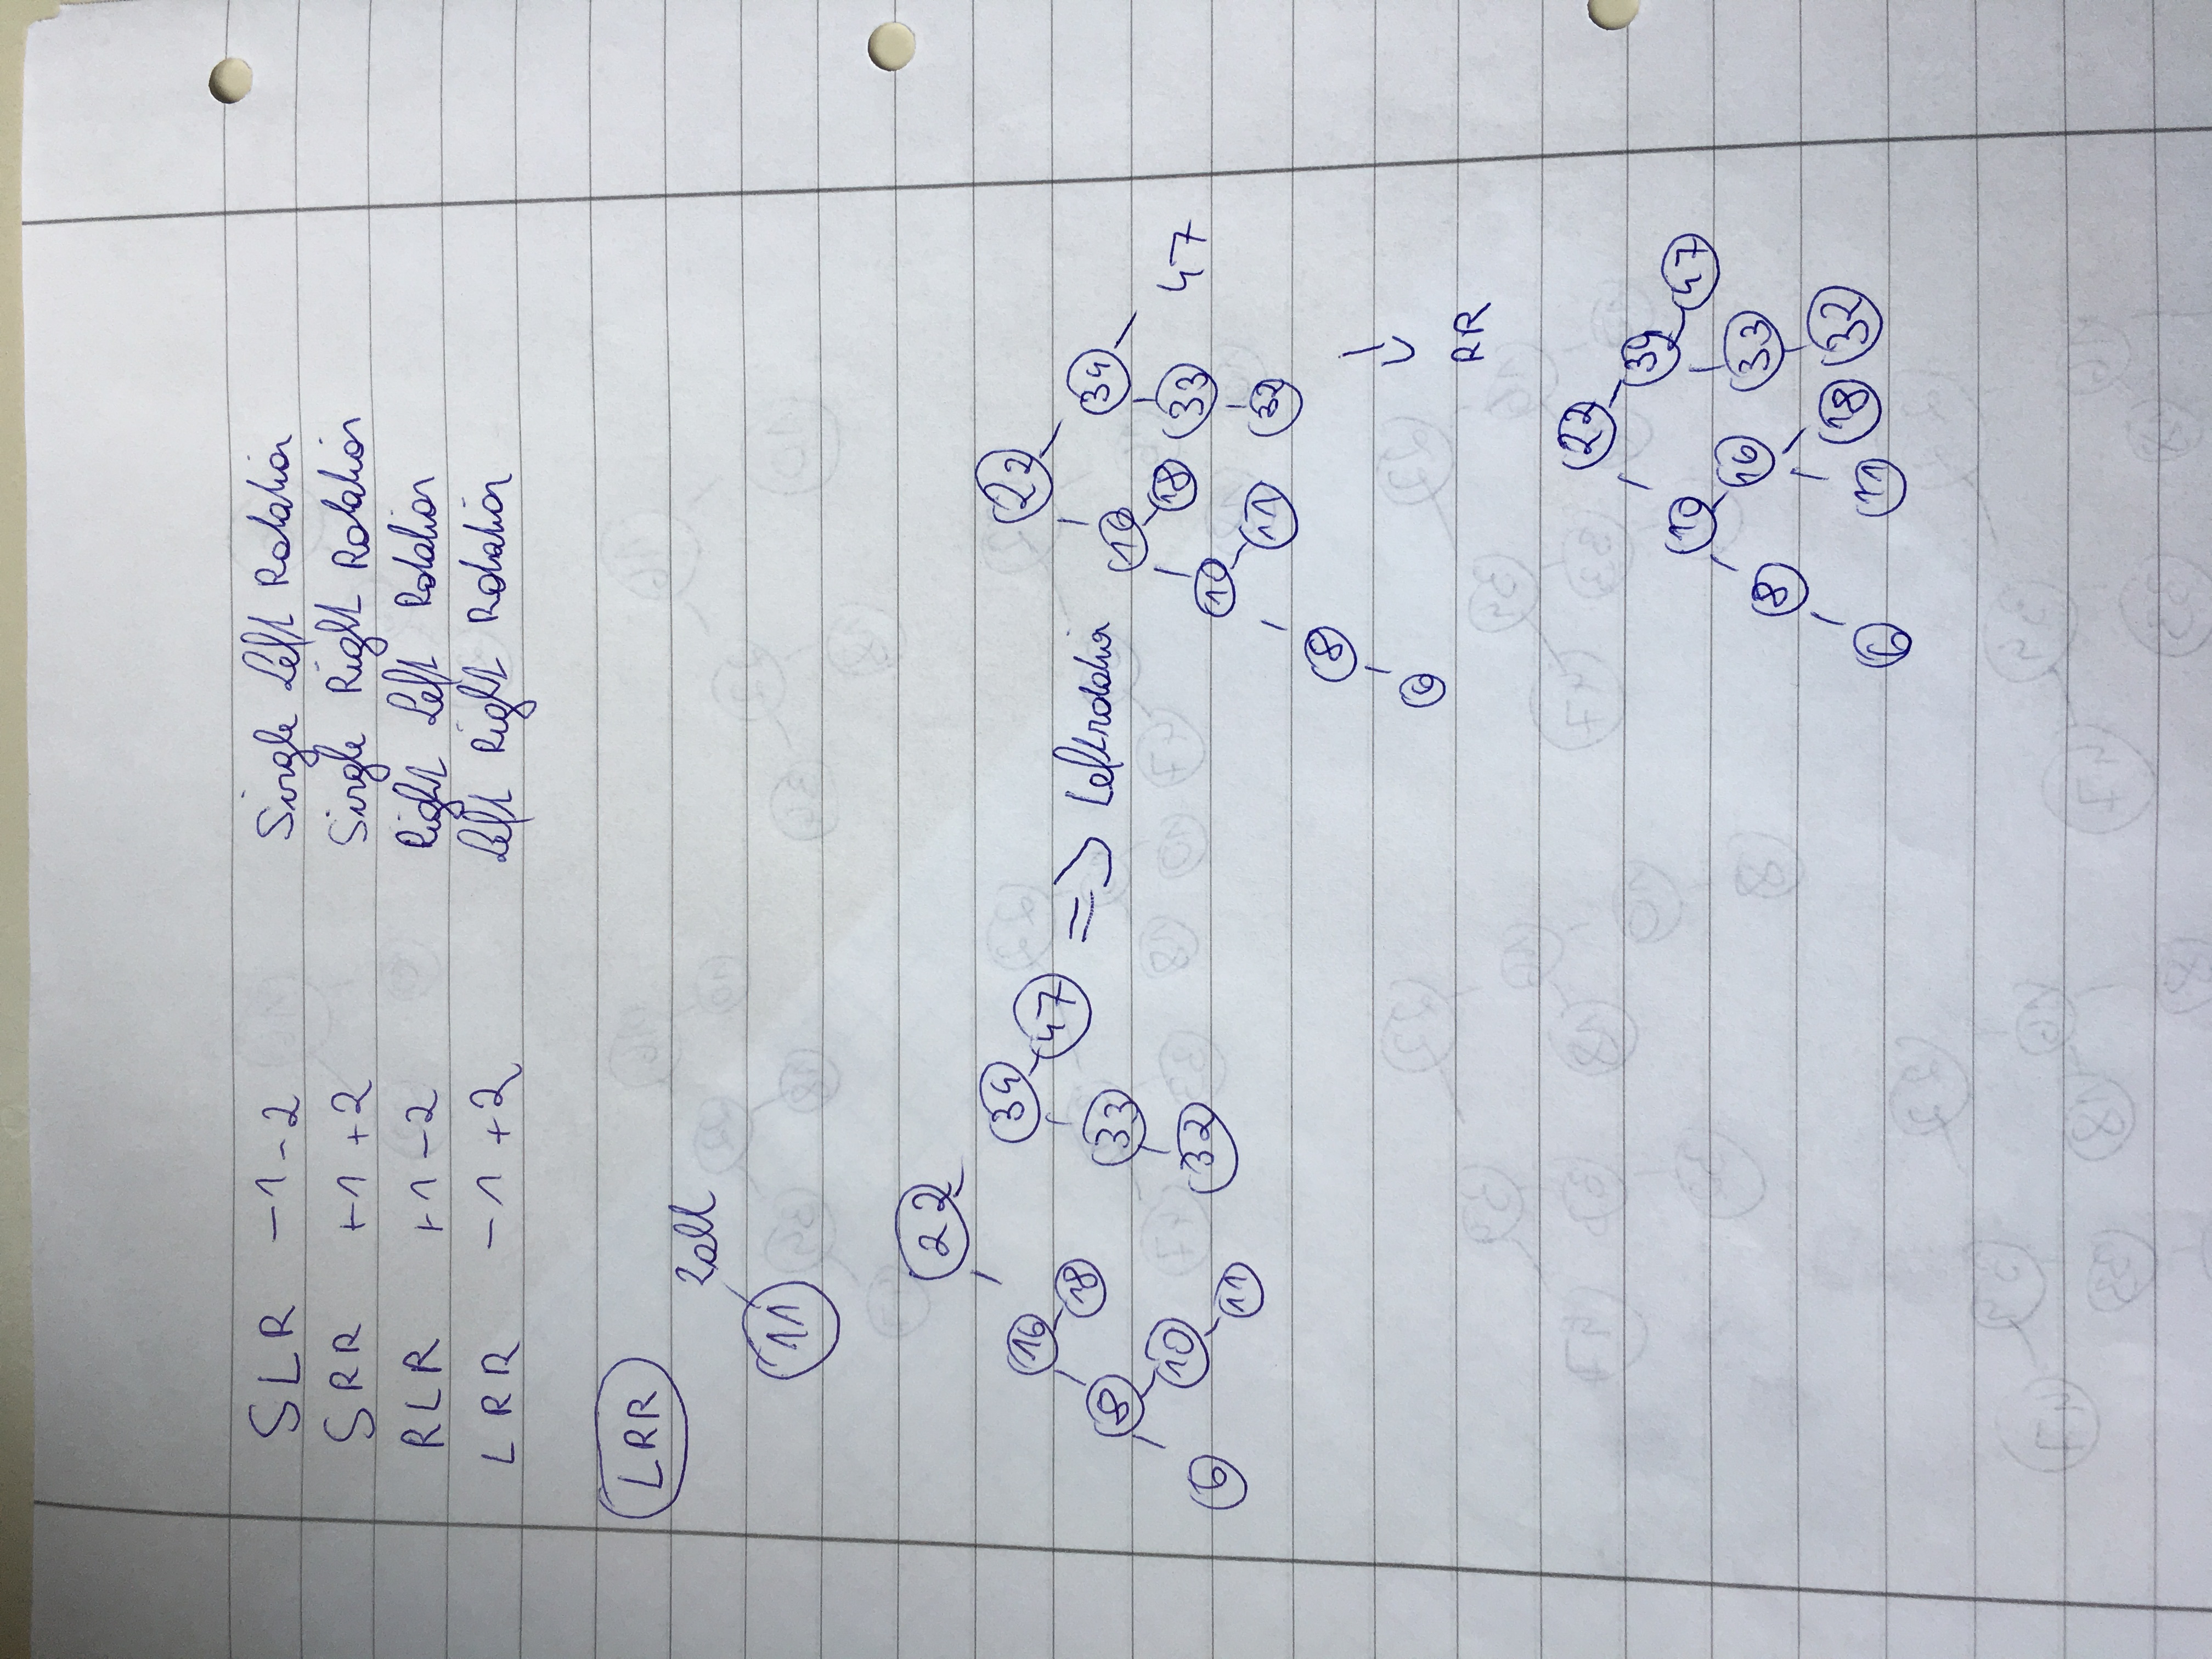 SLR -1 -2 Single Left Rotation
SRR +1 +2 Single Right Rotation
RLR +1 -2 Right Left Rotation
LRR -1 +2 Left Right Rotation
LRR
Zahl
11
22
16 34
18 47
8 33
6 10 32
11
=> Leftrotation
22
16 34
18 33 47
10
11 32
8
6
↓
RR
22
34
10 47
16 33
8
6 11 18 32